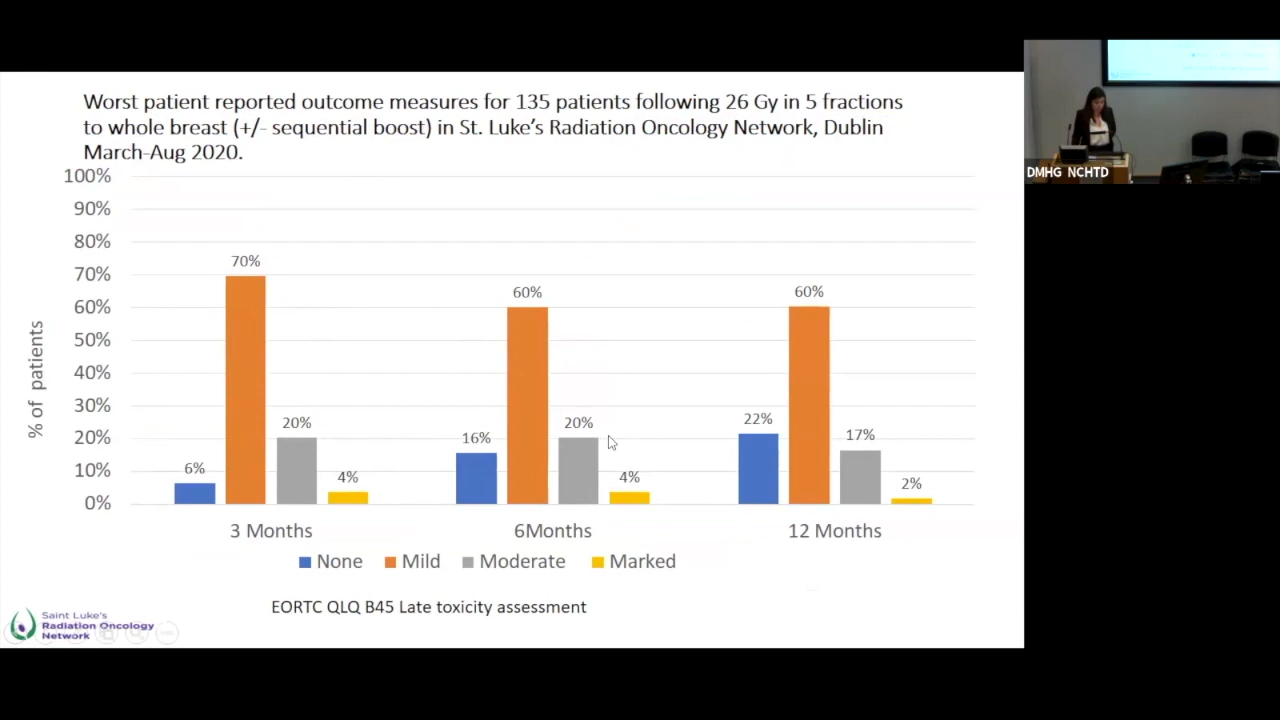 Worst patient reported outcome measures for 135 patients following 26 Gy in 5 fractions
to whole breast (+/- sequential boost) in St. Luke's Radiation Oncology Network, Dublin
March-Aug 2020.
100%
90%
80%
70%
60%
50%
40%
30%
20%
10%
0%
% of patients
6%
70%
20%
4%
16%
60%
20%
4%
22%
60%
17%
2%
3 Months
6Months
12 Months
None
Mild
Moderate
Marked
EORTC QLQ B45 Late toxicity assessment
Saint Luke's
Radiation Oncology
Network
DMHG NCHTD